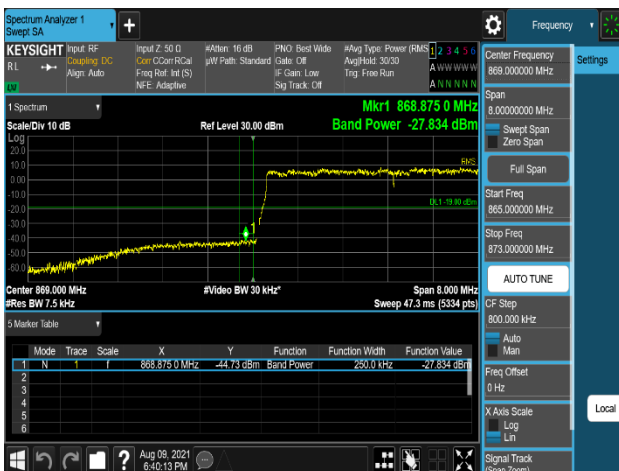 Spectrum Analyzer 1
Swept SA
+
Frequency
KEYSIGHT
RL
Input: RF
Coupling: DC
Align: Auto
Input Z: 50 Ω
Corr CCorr RCal
Freq Ref: Int (S)
NFE: Adaptive
#Atten: 16 dB
µW Path: Standard
PNO: Best Wide
Gate: Off
IF Gain: Low
Sig Track: Off
#Avg Type: Power (RMS
Avg|Hold: 30/30
Trig: Free Run
1 2 3 4 5 6
A W W W W W
A N N N N N
1 Spectrum
Scale/Div 10 dB
Ref Level 30.00 dBm
Mkr1 868.875 0 MHz
Band Power -27.834 dBm
Log
20.0
10.0
0.00
-10.0
-20.0
-30.0
-40.0
-50.0
-60.0
RMS
DL1 -19.00 dBm
1
Center 869.000 MHz
#Video BW 30 kHz*
Span 8.000 MHz
#Res BW 7.5 kHz
Sweep 47.3 ms (5334 pts)
5 Marker Table
Mode Trace Scale X Y Function Function Width Function Value
1 N 1 f 868.875 0 MHz -44.73 dBm Band Power 250.0 kHz -27.834 dBm
2
3
4
5
6
?
Aug 09, 2021
6:40:13 PM
Center Frequency
869.000000 MHz
Span
8.00000000 MHz
Swept Span
Zero Span
Full Span
Start Freq
865.000000 MHz
Stop Freq
873.000000 MHz
AUTO TUNE
CF Step
800.000 kHz
Auto
Man
Freq Offset
0 Hz
X Axis Scale
Log
Lin
Signal Track
(Span Zoom)
Settings
Local